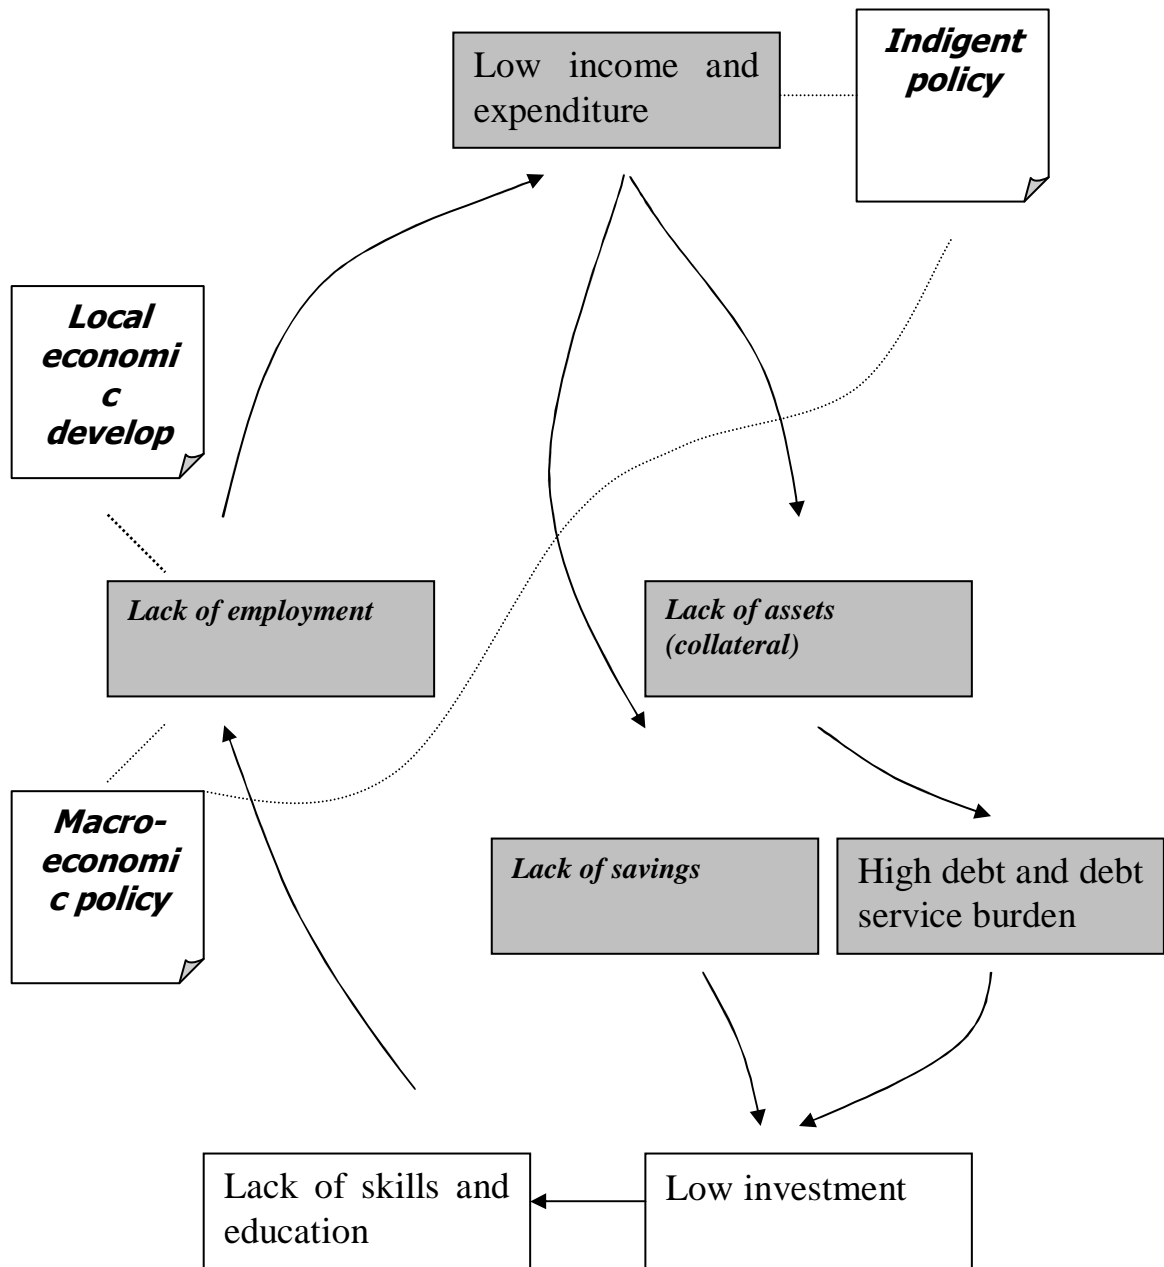 Low income and
expenditure
Indigent
policy
Local
economi
c
develop
Lack of employment
Lack of assets
(collateral)
Macro-
economi
c policy
Lack of savings
High debt and debt
service burden
Lack of skills and
education
Low investment